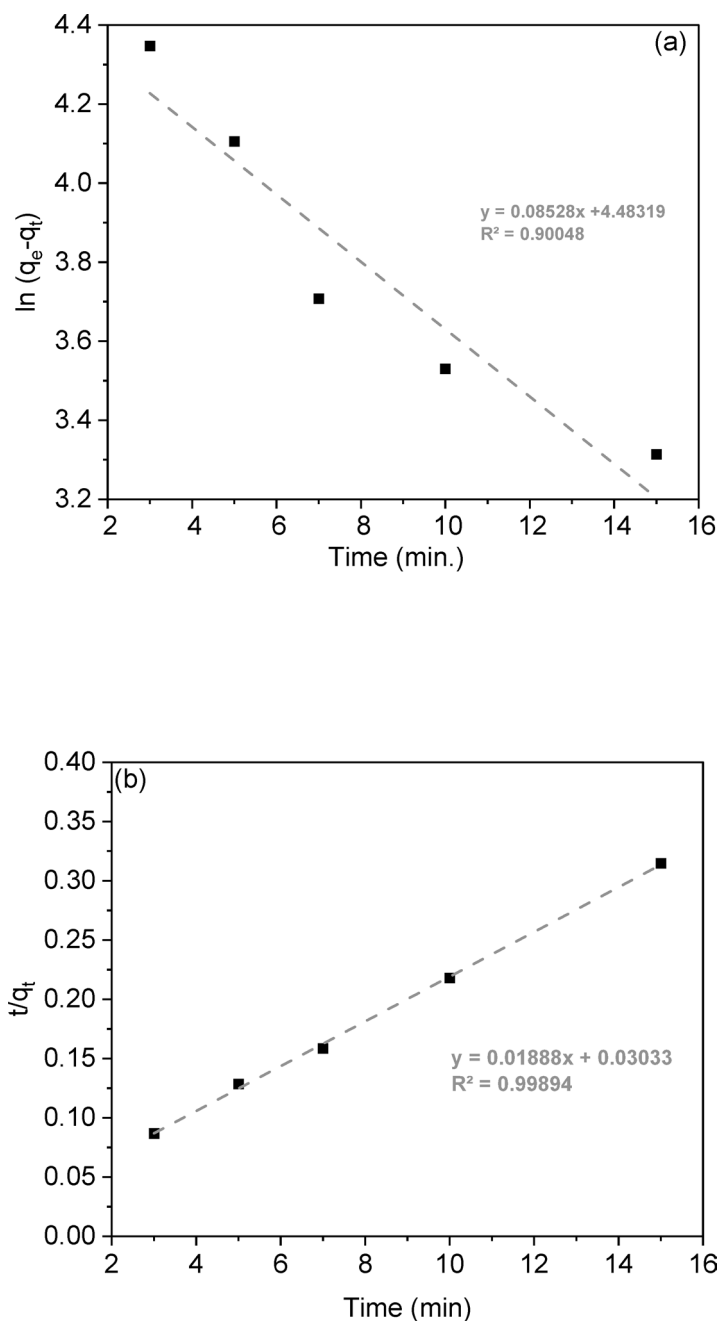 (a)
4.4
4.2
4.0
3.8
3.6
3.4
3.2
ln (qₑ-qₜ)
y = 0.08528x +4.48319
R² = 0.90048
2 4 6 8 10 12 14 16
Time (min.)
(b)
0.40
0.35
0.30
0.25
0.20
0.15
0.10
0.05
0.00
t/qₜ
y = 0.01888x + 0.03033
R² = 0.99894
2 4 6 8 10 12 14 16
Time (min)